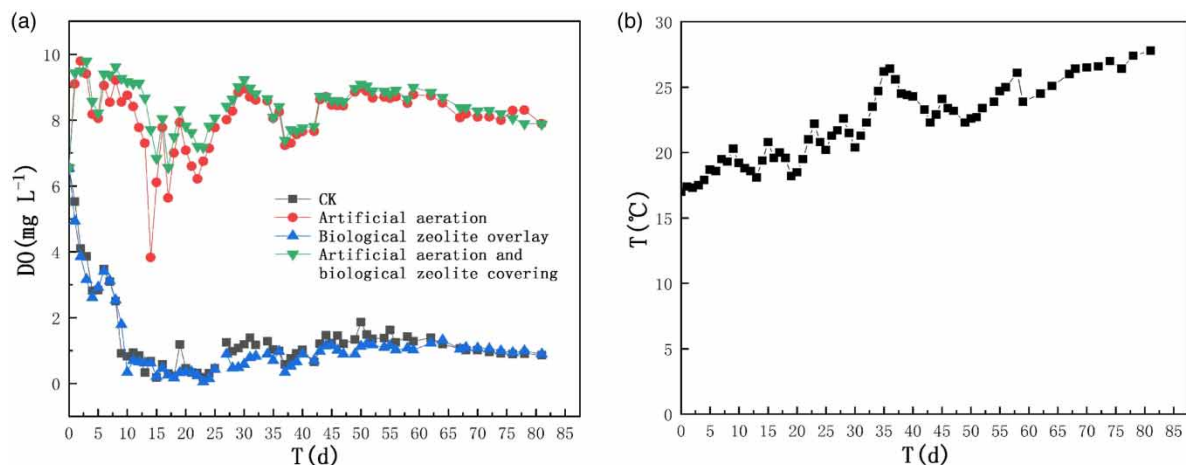 (a)
DO(mg L⁻¹)
10
8
6
4
2
0
CK
Artificial aeration
Biological zeolite overlay
Artificial aeration and
biological zeolite covering
0 5 10 15 20 25 30 35 40 45 50 55 60 65 70 75 80 85
T(d)
(b)
T(℃)
30
25
20
15
10
5
0
0 5 10 15 20 25 30 35 40 45 50 55 60 65 70 75 80 85
T(d)